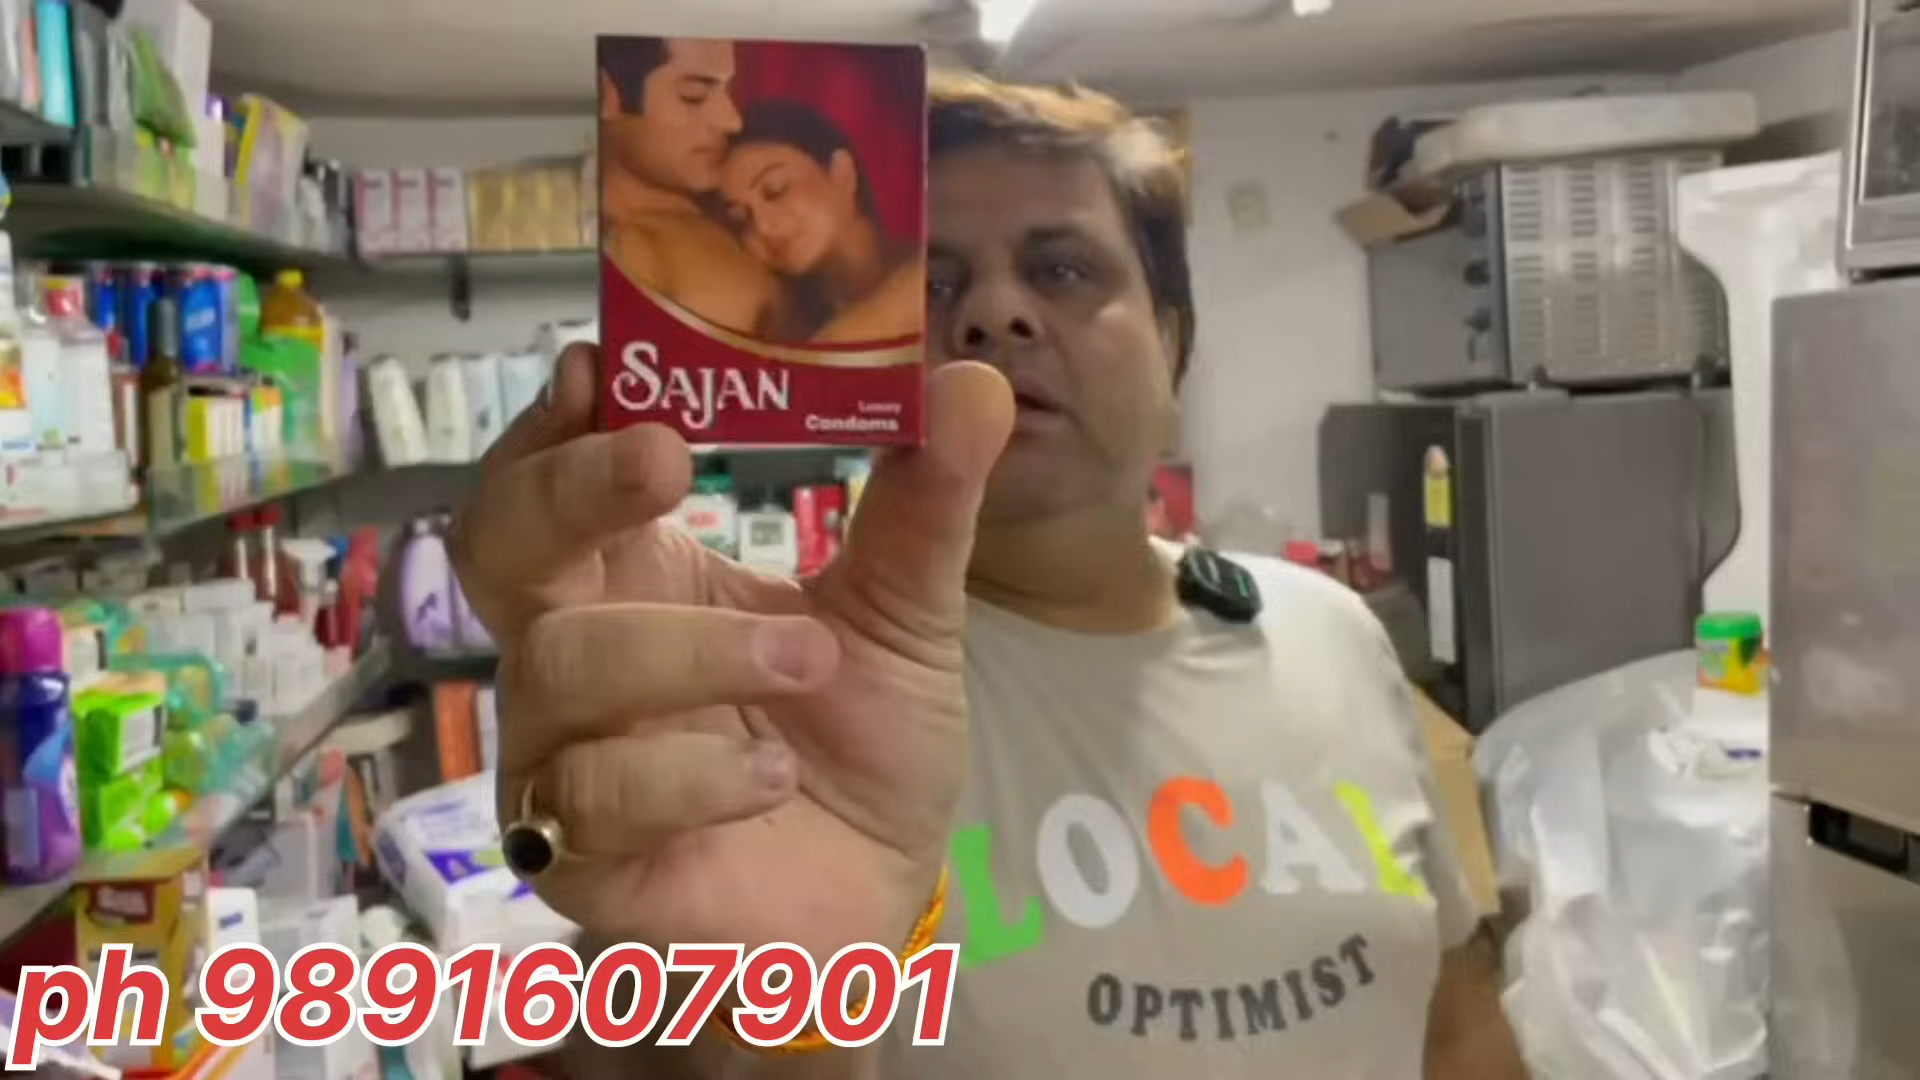 SAJAN
Luxury
Condoms
LOCAL
OPTIMIST
ph 9891607901